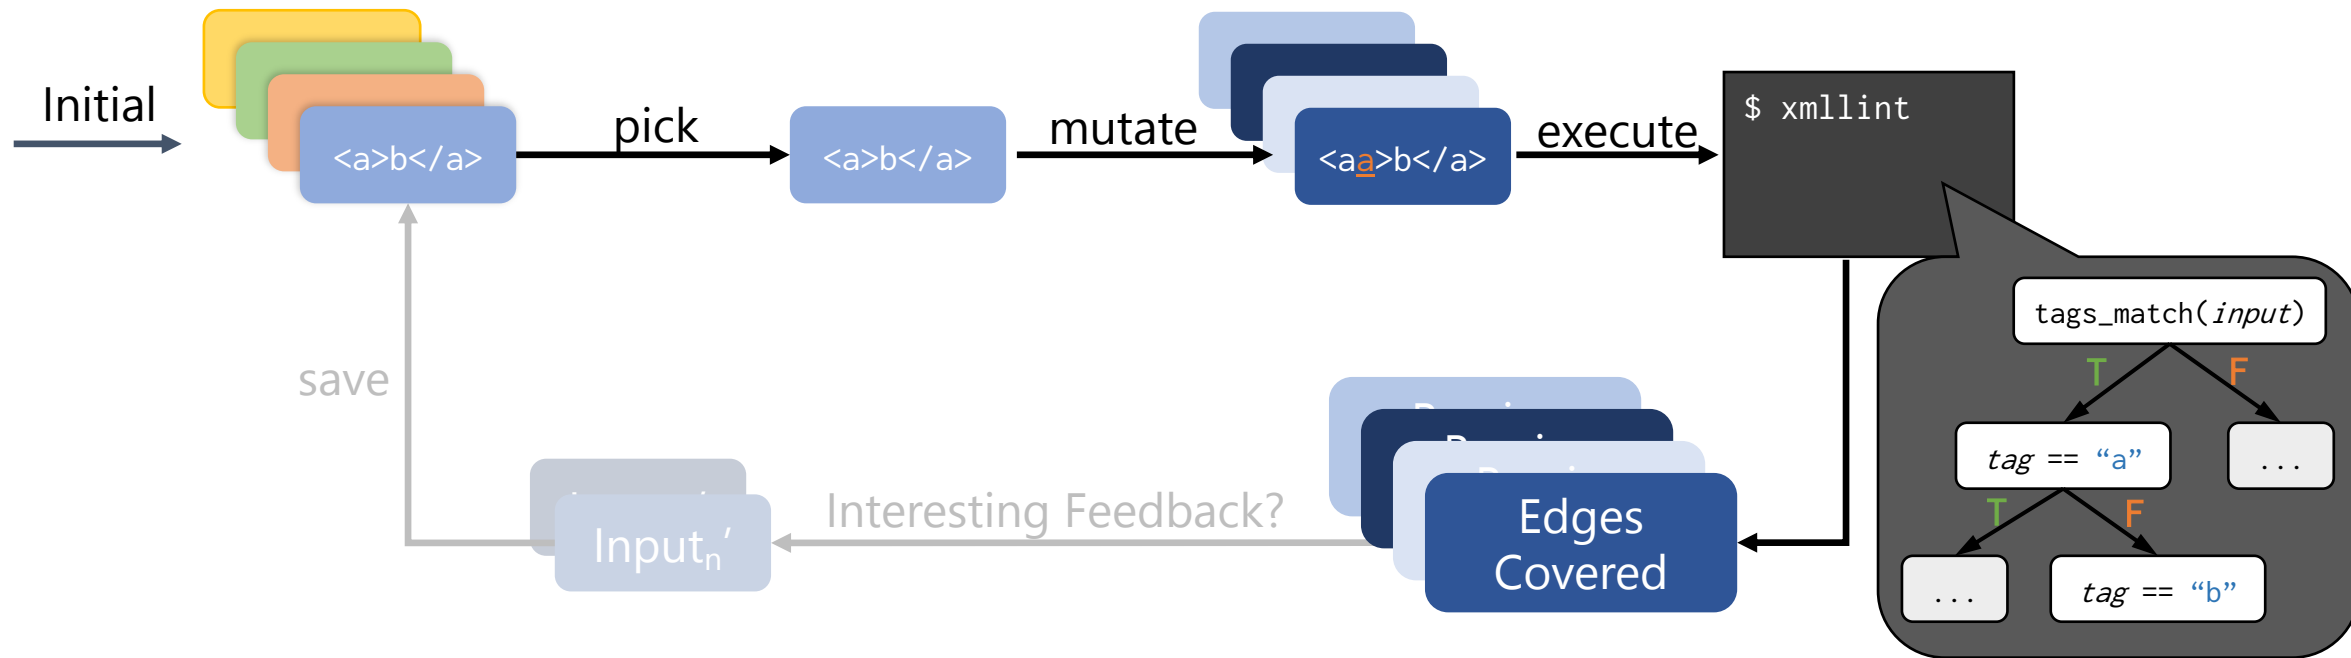 Initial
<a>b</a>
pick
<a>b</a>
mutate
<aa>b</a>
execute
$ xmllint
tags_match(input)
T
F
tag == "a"
...
T
F
...
tag == "b"
Edges
Covered
Interesting Feedback?
Inputn′
save